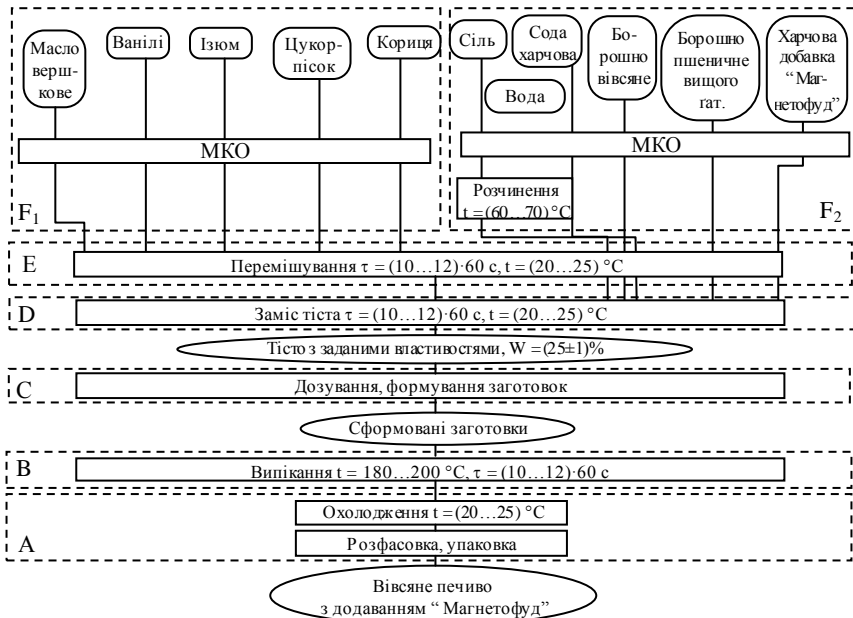 Масло
верш-
кове
Ванілі
Ізюм
Цукор-
пісок
Кориця
Сіль
Сода
харчова
Вода
Бо-
рошно
вівсяне
Борошно
пшеничне
вищого
ґат.
Харчова
добавка
“Маг-
нетофуд”
МКО
МКО
Розчинення
t = (60…70) °С
F1
F2
E
Перемішування τ = (10…12)·60 с, t = (20…25) °С
D
Заміс тіста τ = (10…12)·60 с, t = (20…25) °С
Тісто з заданими властивостями, W = (25±1)%
C
Дозування, формування заготовок
Сформовані заготовки
B
Випікання t = 180…200 °С, τ = (10…12)·60 с
A
Охолодження t = (20…25) °С
Розфасовка, упаковка
Вівсяне печиво
з додаванням “Магнетофуд”